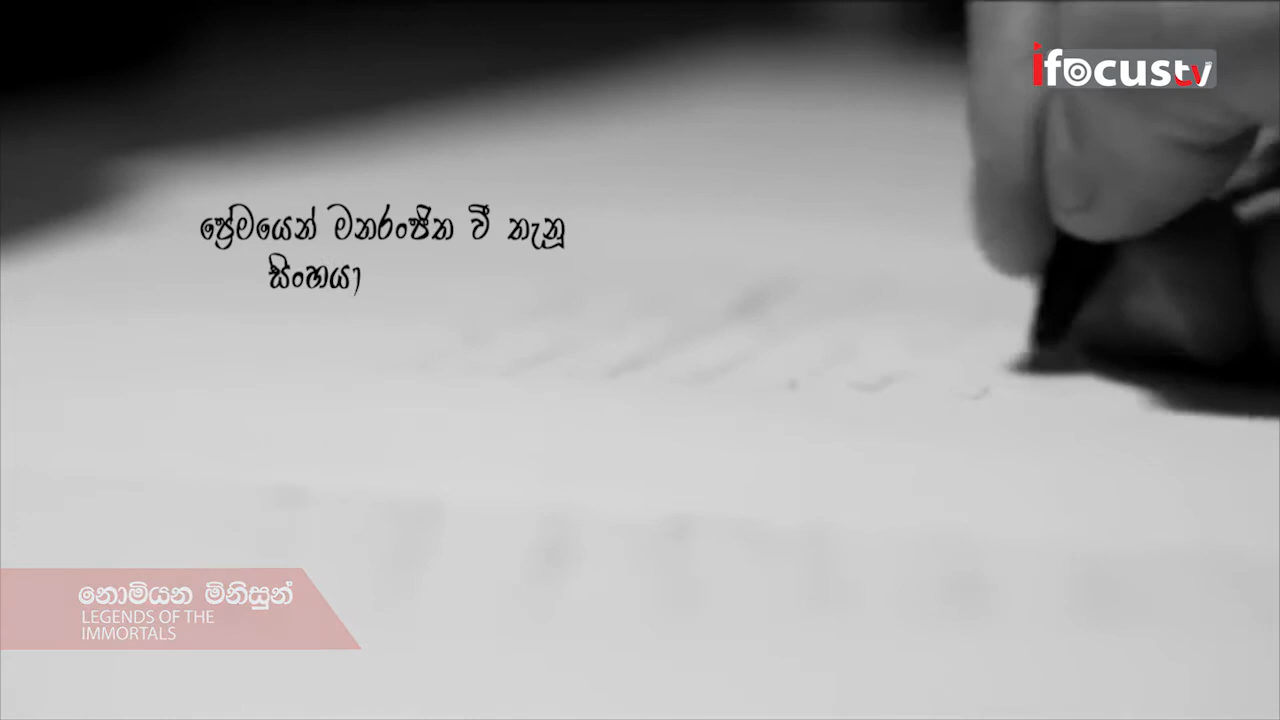 ifocustv
ප්‍රේමයෙන් මනරංජිත වී තැනූ
සිංහයා
නොමියන මිනිසුන්
LEGENDS OF THE
IMMORTALS